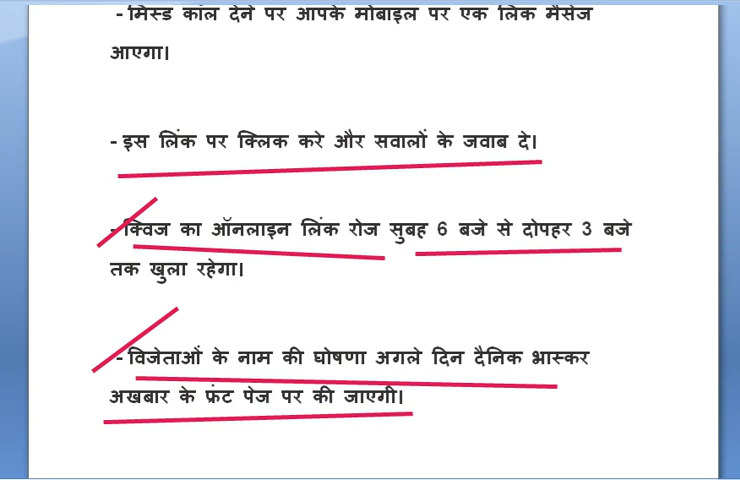 - मिस्ड कॉल देने पर आपके मोबाइल पर एक लिंक मैसेज
आएगा।
- इस लिंक पर क्लिक करे और सवालों के जवाब दे।
- क्विज का ऑनलाइन लिंक रोज सुबह 6 बजे से दोपहर 3 बजे
तक खुला रहेगा।
- विजेताओं के नाम की घोषणा अगले दिन दैनिक भास्कर
अखबार के फ्रंट पेज पर की जाएगी।